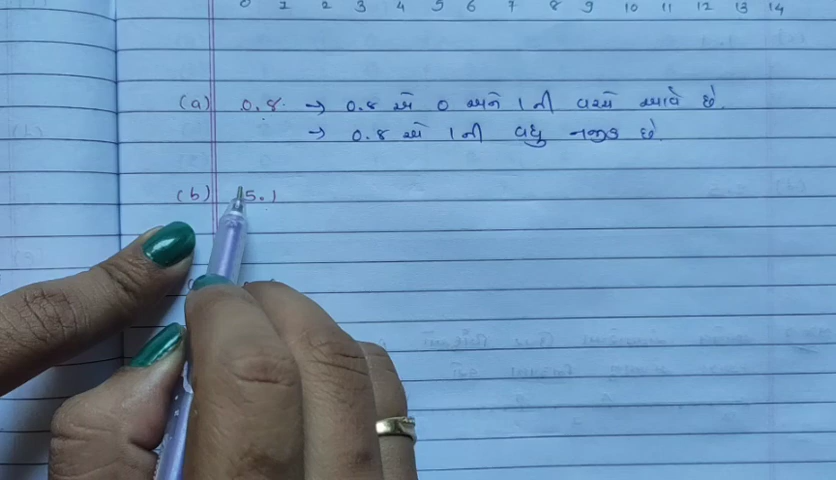 0 1 2 3 4 5 6 7 8 9 10 11 12 13 14
(a) 0.8 → 0.8 એ 0 અને 1 ની વચ્ચે આવે છે.
→ 0.8 એ 1 ની વધુ નજીક છે.
(b) 5.1